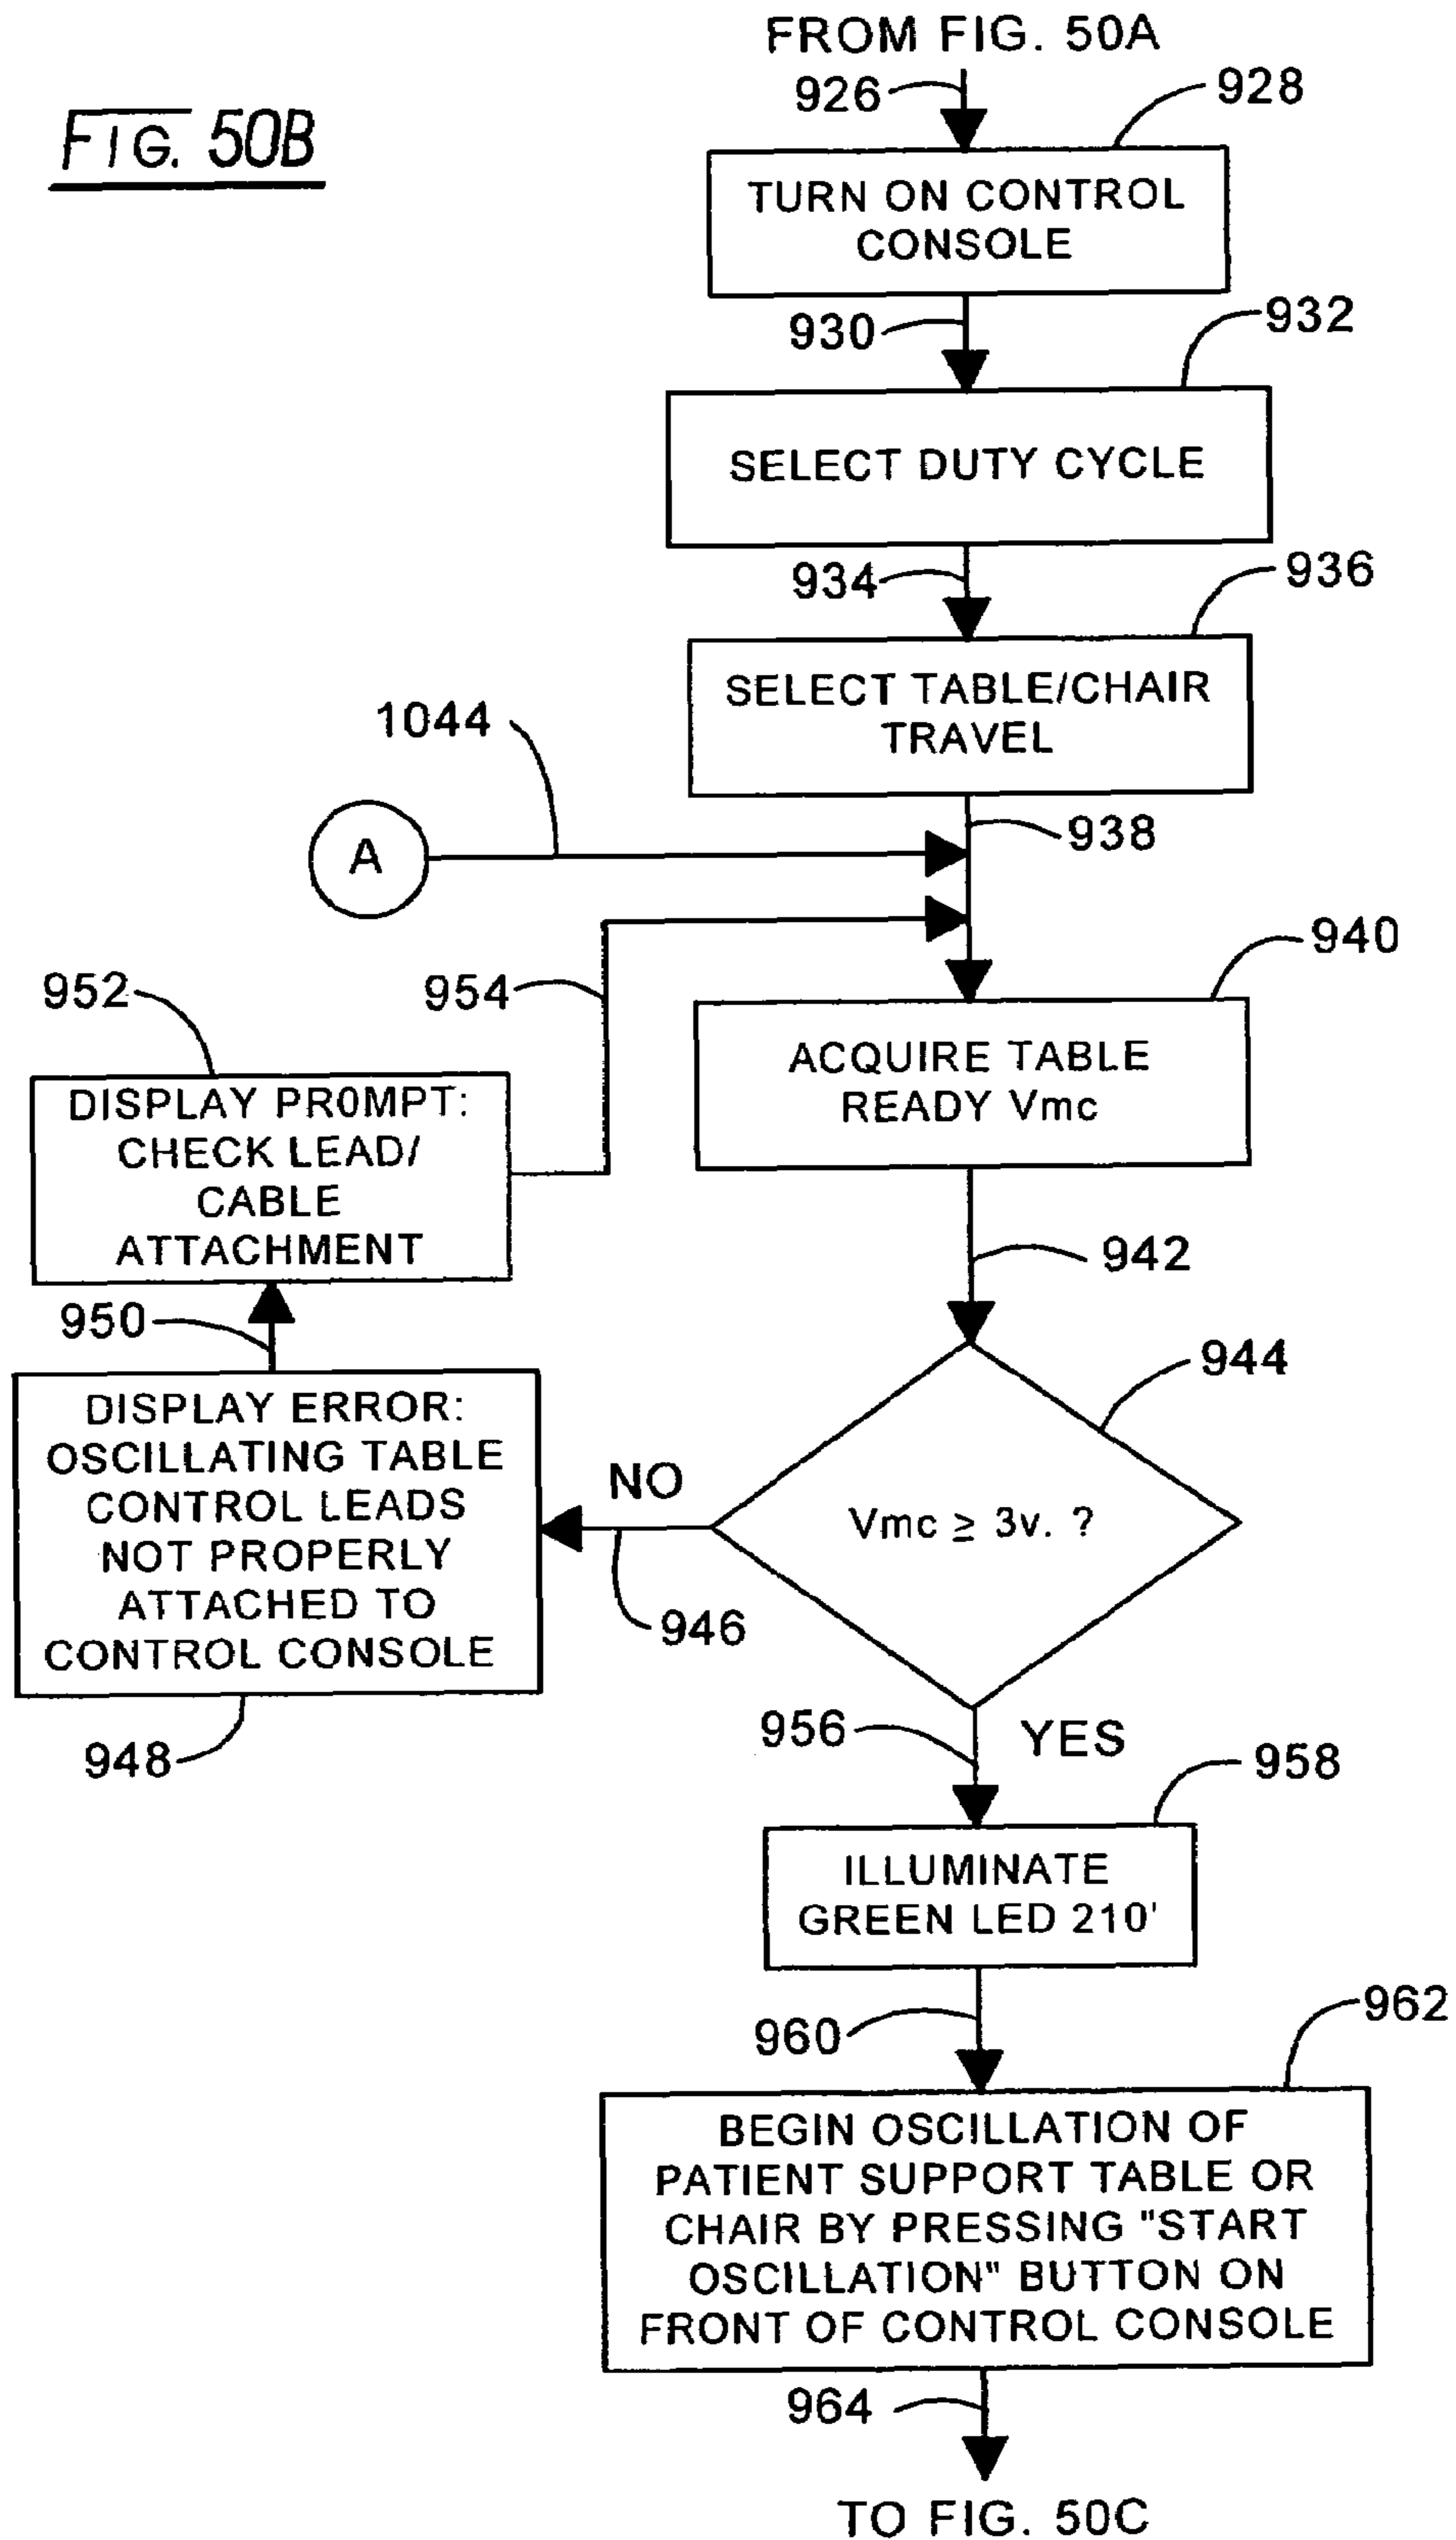 FROM FIG. 50A
FIG. 50B
926
928
TURN ON CONTROL
CONSOLE
930
932
SELECT DUTY CYCLE
934
936
SELECT TABLE/CHAIR
TRAVEL
1044
938
A
940
952
954
ACQUIRE TABLE
READY Vmc
DISPLAY PROMPT:
CHECK LEAD/
CABLE
ATTACHMENT
942
950
944
DISPLAY ERROR:
OSCILLATING TABLE
CONTROL LEADS
NOT PROPERLY
ATTACHED TO
CONTROL CONSOLE
NO
Vmc ≥ 3v. ?
946
948
956
YES
958
ILLUMINATE
GREEN LED 210'
960
962
BEGIN OSCILLATION OF
PATIENT SUPPORT TABLE OR
CHAIR BY PRESSING "START
OSCILLATION" BUTTON ON
FRONT OF CONTROL CONSOLE
964
TO FIG. 50C